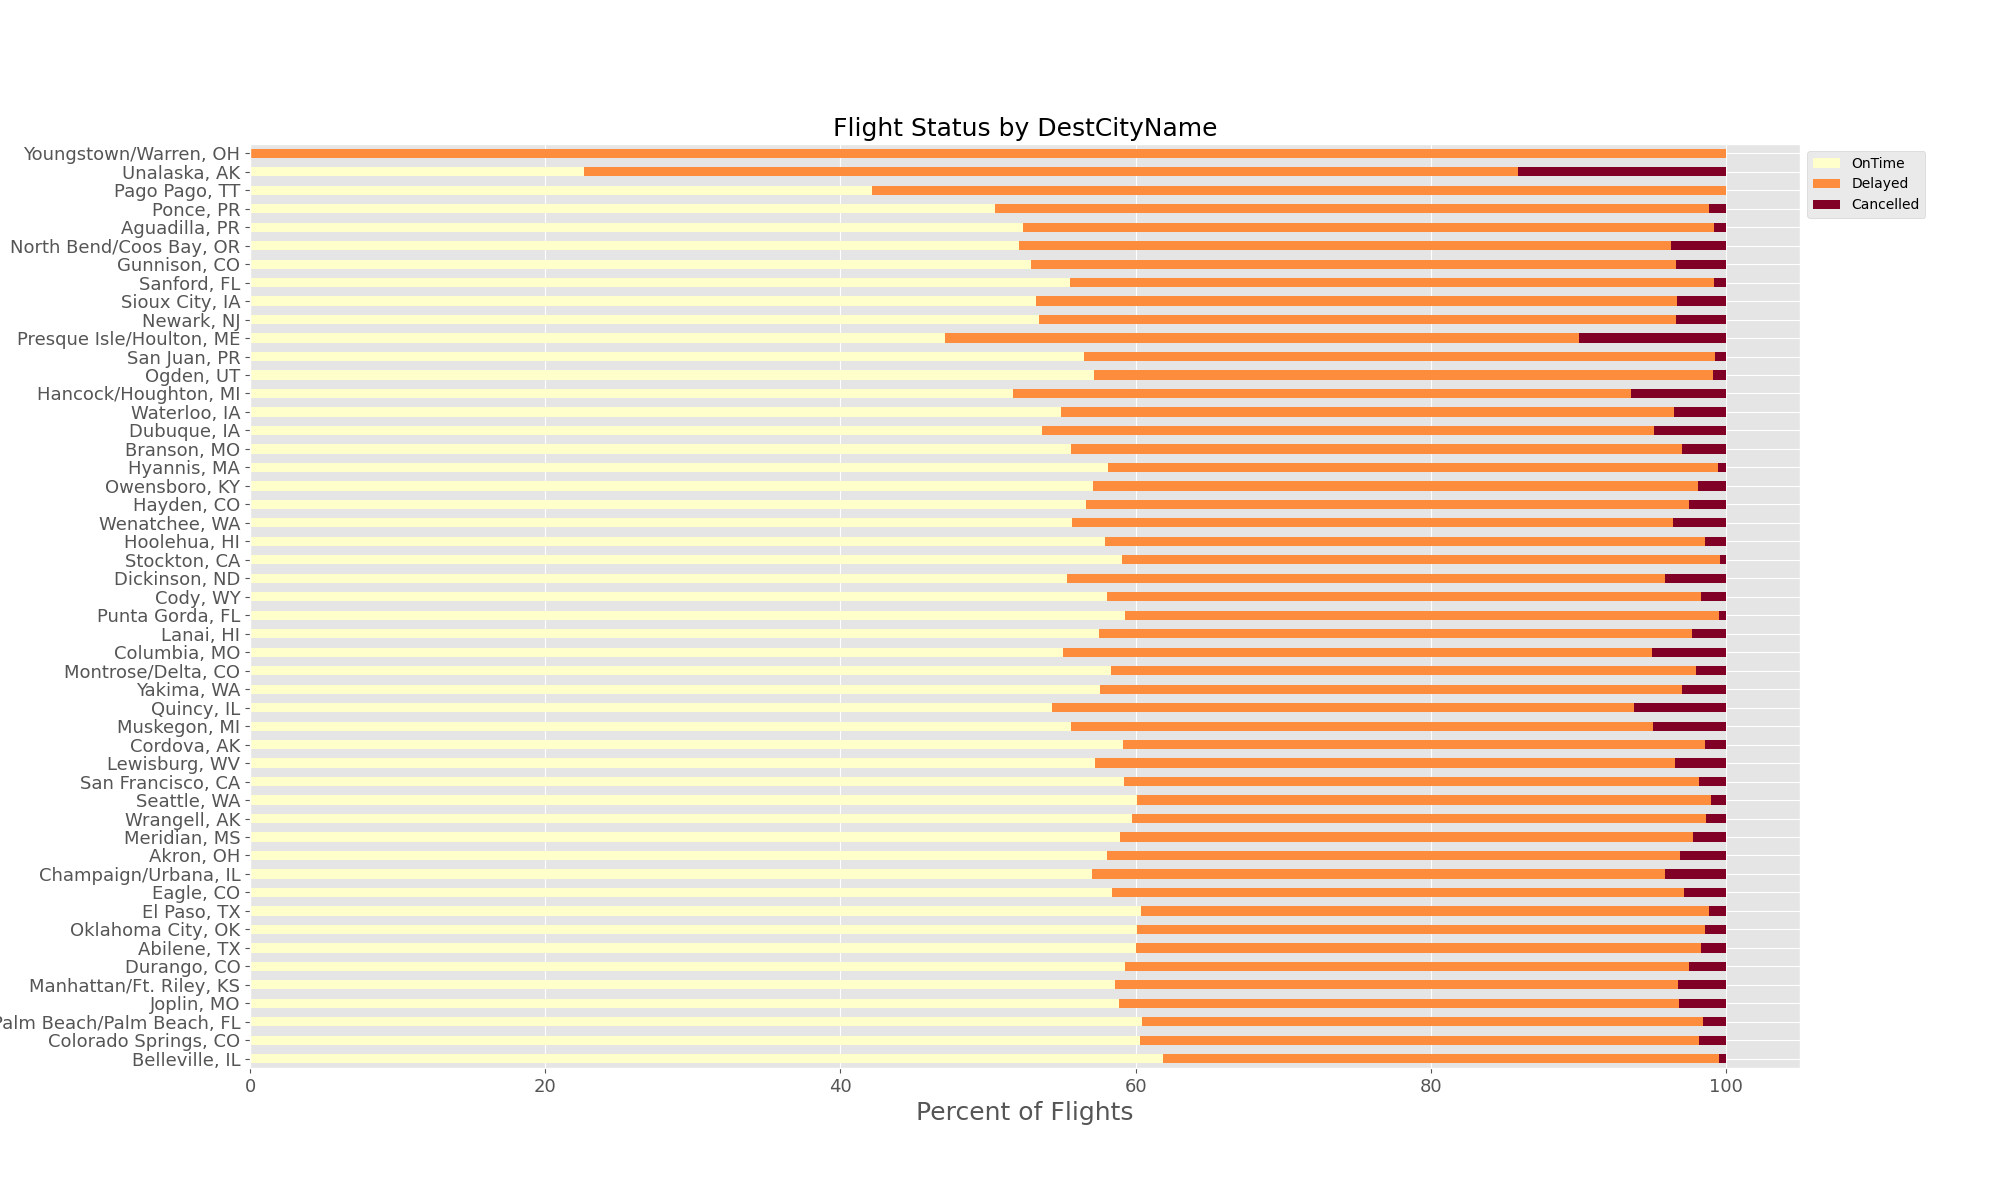 Flight Status by DestCityName
Youngstown/Warren, OH
Unalaska, AK
Pago Pago, TT
Ponce, PR
Aguadilla, PR
North Bend/Coos Bay, OR
Gunnison, CO
Sanford, FL
Sioux City, IA
Newark, NJ
Presque Isle/Houlton, ME
San Juan, PR
Ogden, UT
Hancock/Houghton, MI
Waterloo, IA
Dubuque, IA
Branson, MO
Hyannis, MA
Owensboro, KY
Hayden, CO
Wenatchee, WA
Hoolehua, HI
Stockton, CA
Dickinson, ND
Cody, WY
Punta Gorda, FL
Lanai, HI
Columbia, MO
Montrose/Delta, CO
Yakima, WA
Quincy, IL
Muskegon, MI
Cordova, AK
Lewisburg, WV
San Francisco, CA
Seattle, WA
Wrangell, AK
Meridian, MS
Akron, OH
Champaign/Urbana, IL
Eagle, CO
El Paso, TX
Oklahoma City, OK
Abilene, TX
Durango, CO
Manhattan/Ft. Riley, KS
Joplin, MO
Palm Beach/Palm Beach, FL
Colorado Springs, CO
Belleville, IL
0 20 40 60 80 100
Percent of Flights
OnTime
Delayed
Cancelled